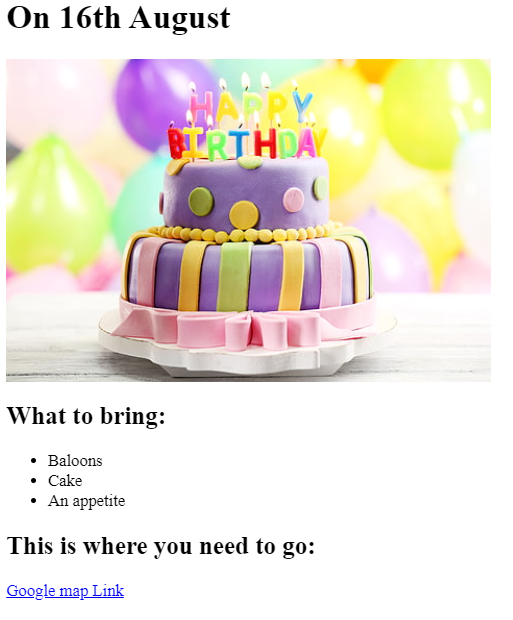 On 16th August
HAPPY
BIRTHDAY
What to bring:
Baloons
Cake
An appetite
This is where you need to go:
Google map Link